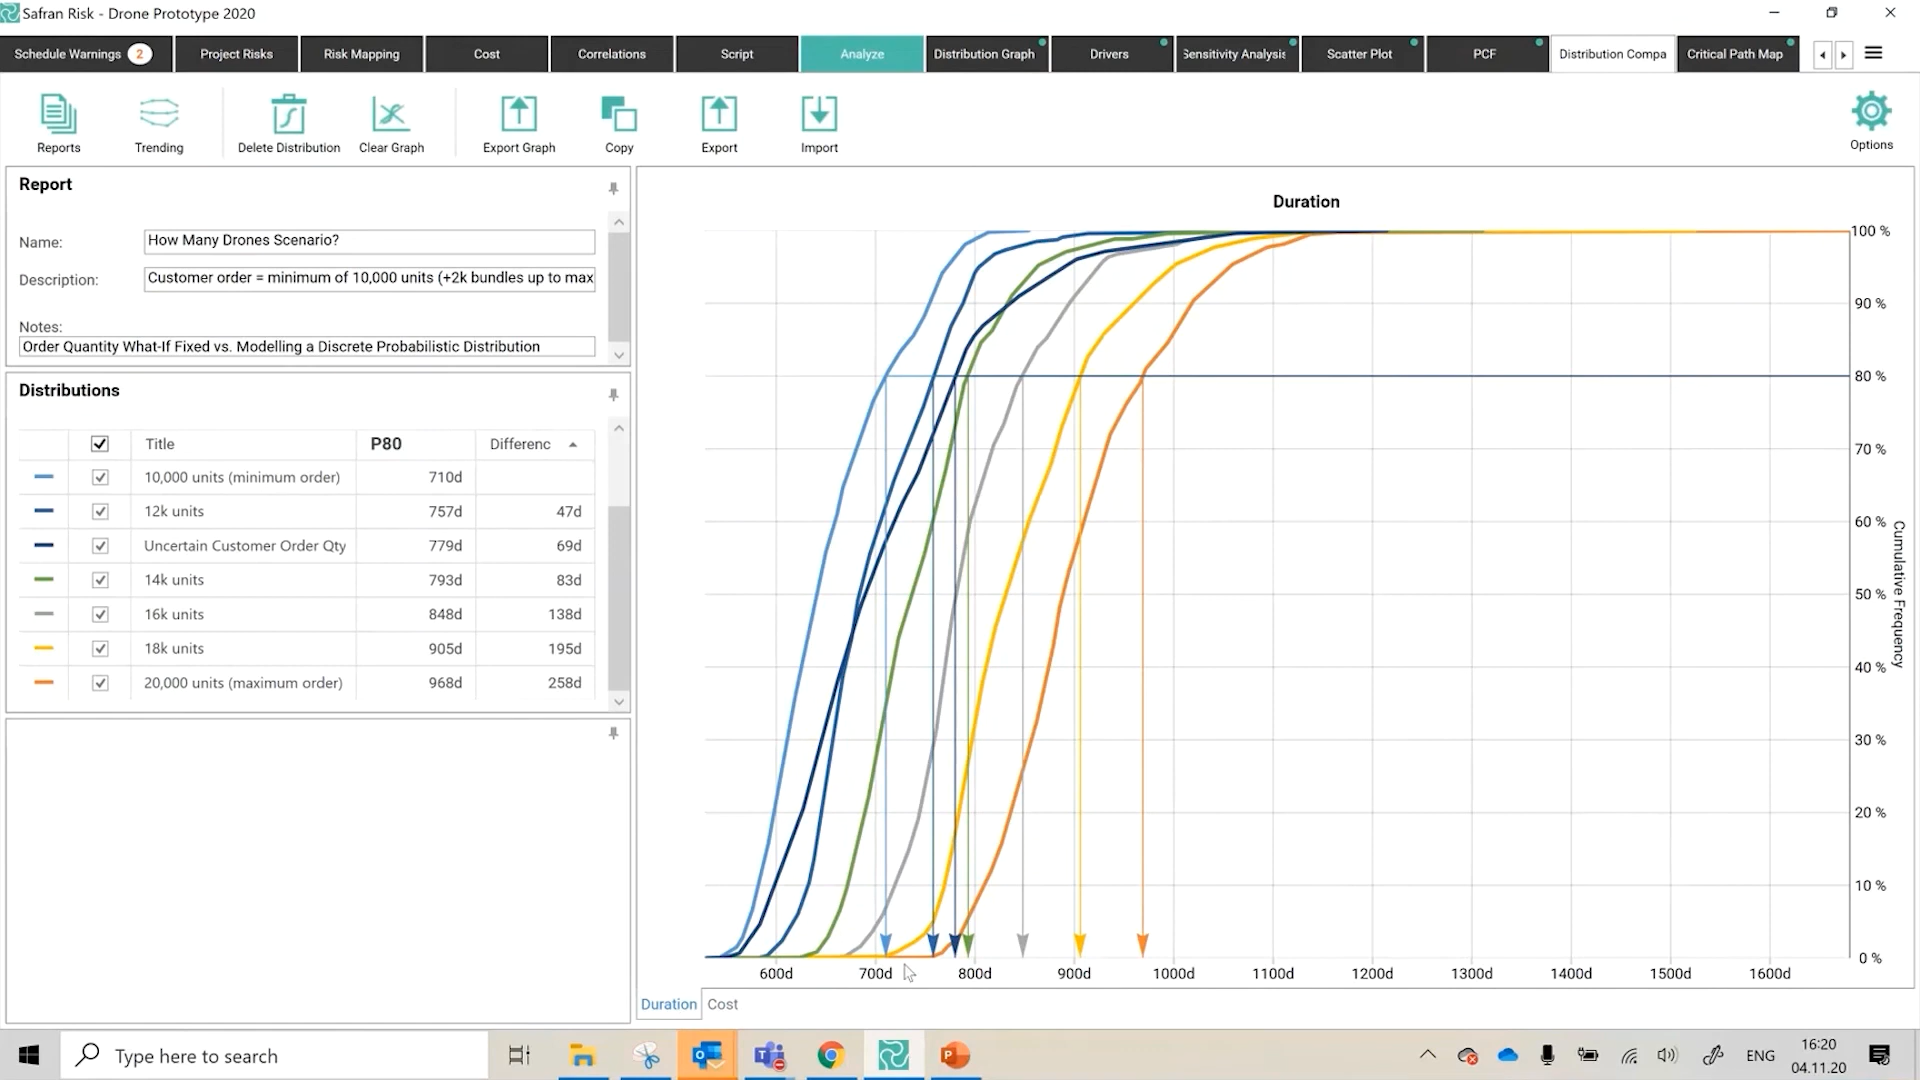 Safran Risk - Drone Prototype 2020
Schedule Warnings 2 Project Risks Risk Mapping Cost Correlations Script Analyze Distribution Graph Drivers Sensitivity Analysis Scatter Plot PCF Distribution Compa Critical Path Map
Reports Trending Delete Distribution Clear Graph Export Graph Copy Export Import Options
Report
Name: How Many Drones Scenario?
Description: Customer order = minimum of 10,000 units (+2k bundles up to max
Notes:
Order Quantity What-If Fixed vs. Modelling a Discrete Probabilistic Distribution
Distributions
Title P80 Differenc
10,000 units (minimum order) 710d
12k units 757d 47d
Uncertain Customer Order Qty 779d 69d
14k units 793d 83d
16k units 848d 138d
18k units 905d 195d
20,000 units (maximum order) 968d 258d
Duration
100 %
90 %
80 %
70 %
60 %
50 %
40 %
30 %
20 %
10 %
0 %
Cumulative Frequency
600d 700d 800d 900d 1000d 1100d 1200d 1300d 1400d 1500d 1600d
Duration Cost
Type here to search
ENG
16:20
04.11.20